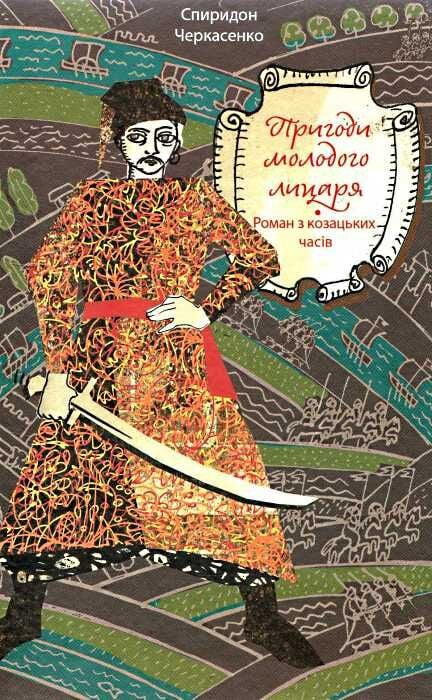 Спиридон
Черкасенко
Пригоди
молодого
лицаря
Роман з козацьких
часів